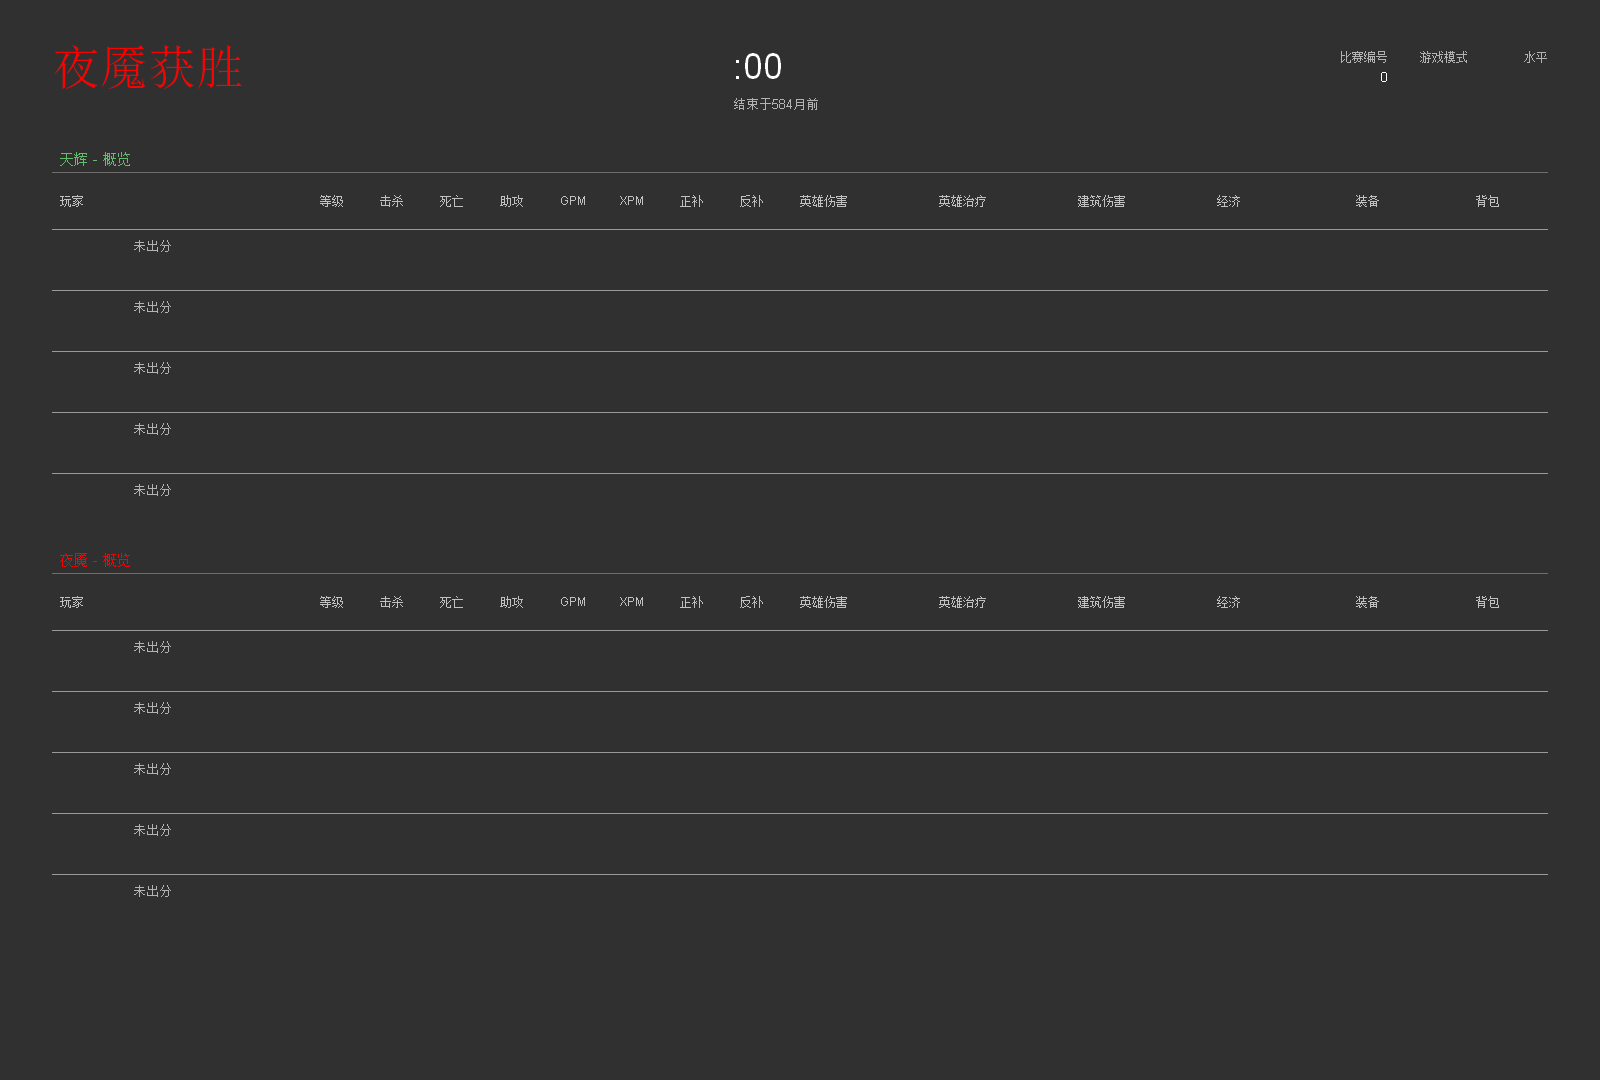 夜魇获胜
:00
结束于584月前
比赛编号 游戏模式 水平
0
天辉 - 概览
玩家 等级 击杀 死亡 助攻 GPM XPM 正补 反补 英雄伤害 英雄治疗 建筑伤害 经济 装备 背包
未出分
未出分
未出分
未出分
未出分
夜魇 - 概览
玩家 等级 击杀 死亡 助攻 GPM XPM 正补 反补 英雄伤害 英雄治疗 建筑伤害 经济 装备 背包
未出分
未出分
未出分
未出分
未出分